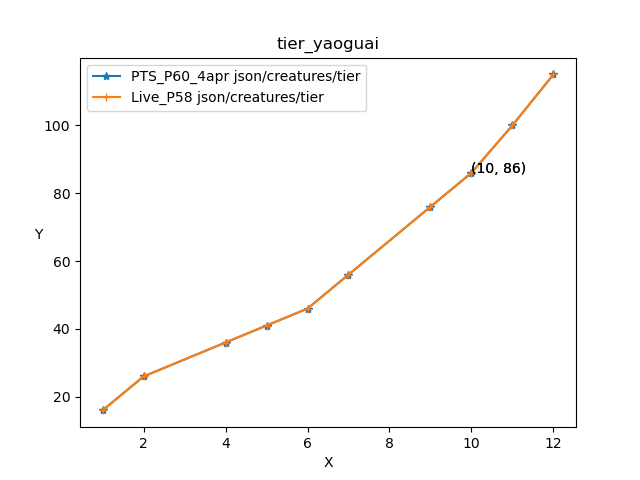 tier_yaoguai
PTS_P60_4apr json/creatures/tier
Live_P58 json/creatures/tier
100
(10, 86)
80
Y
60
40
20
2 4 6 8 10 12
X